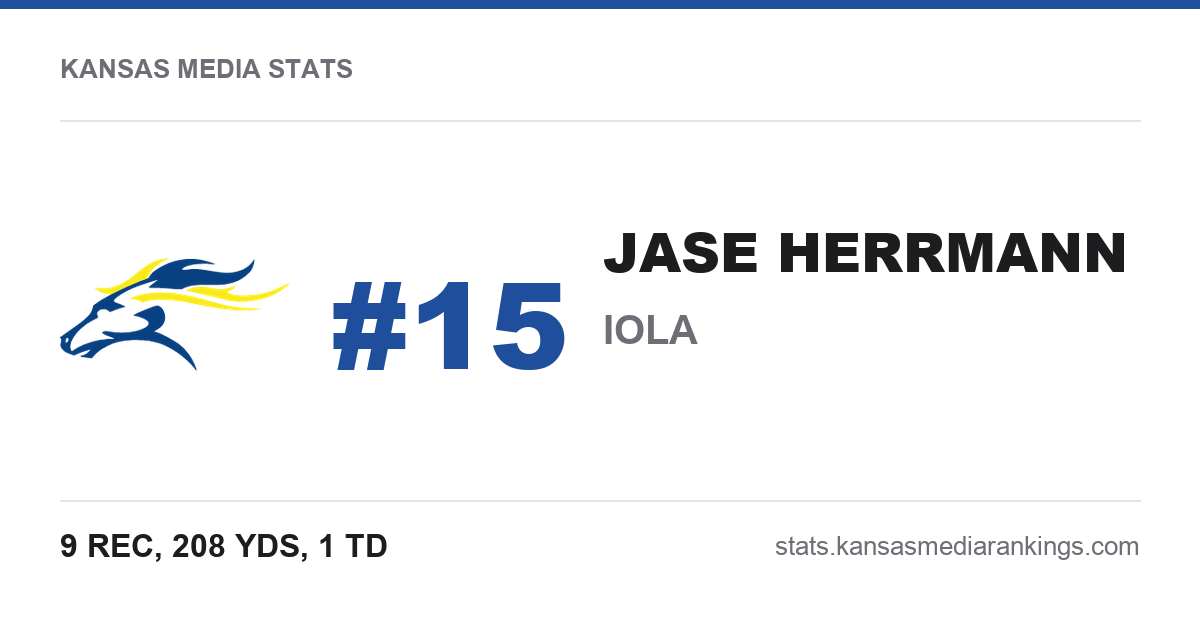 KANSAS MEDIA STATS
#15
JASE HERRMANN
IOLA
9 REC, 208 YDS, 1 TD
stats.kansasmediarankings.com